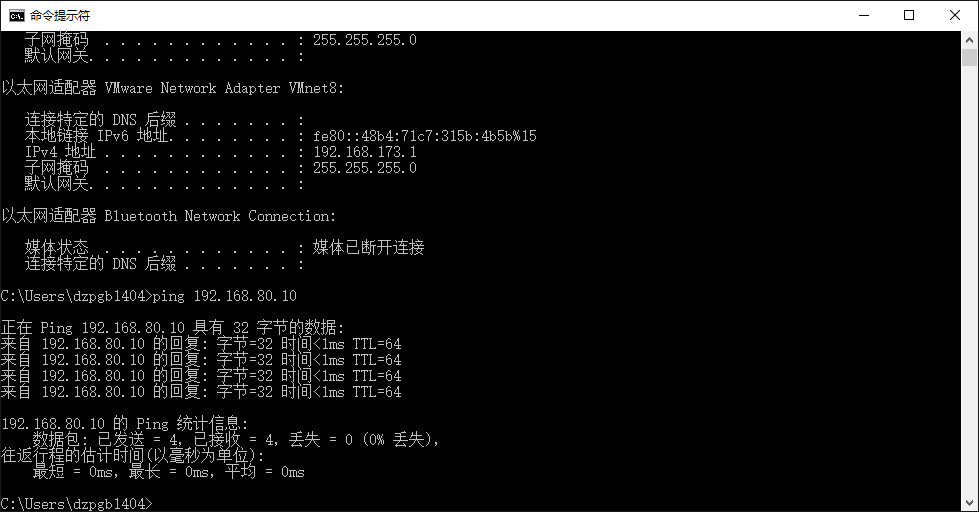 命令提示符
子网掩码 . . . . . . . . . . . . : 255.255.255.0
默认网关. . . . . . . . . . . . . :
以太网适配器 VMware Network Adapter VMnet8:
连接特定的 DNS 后缀 . . . . . . . :
本地链接 IPv6 地址. . . . . . . . : fe80::48b4:71c7:315b:4b5b%15
IPv4 地址 . . . . . . . . . . . . : 192.168.173.1
子网掩码 . . . . . . . . . . . . : 255.255.255.0
默认网关. . . . . . . . . . . . . :
以太网适配器 Bluetooth Network Connection:
媒体状态 . . . . . . . . . . . . : 媒体已断开连接
连接特定的 DNS 后缀 . . . . . . . :
C:\Users\dzpgb1404>ping 192.168.80.10
正在 Ping 192.168.80.10 具有 32 字节的数据:
来自 192.168.80.10 的回复: 字节=32 时间<1ms TTL=64
来自 192.168.80.10 的回复: 字节=32 时间<1ms TTL=64
来自 192.168.80.10 的回复: 字节=32 时间<1ms TTL=64
来自 192.168.80.10 的回复: 字节=32 时间<1ms TTL=64
192.168.80.10 的 Ping 统计信息:
数据包: 已发送 = 4, 已接收 = 4, 丢失 = 0 (0% 丢失),
往返行程的估计时间(以毫秒为单位):
最短 = 0ms, 最长 = 0ms, 平均 = 0ms
C:\Users\dzpgb1404>